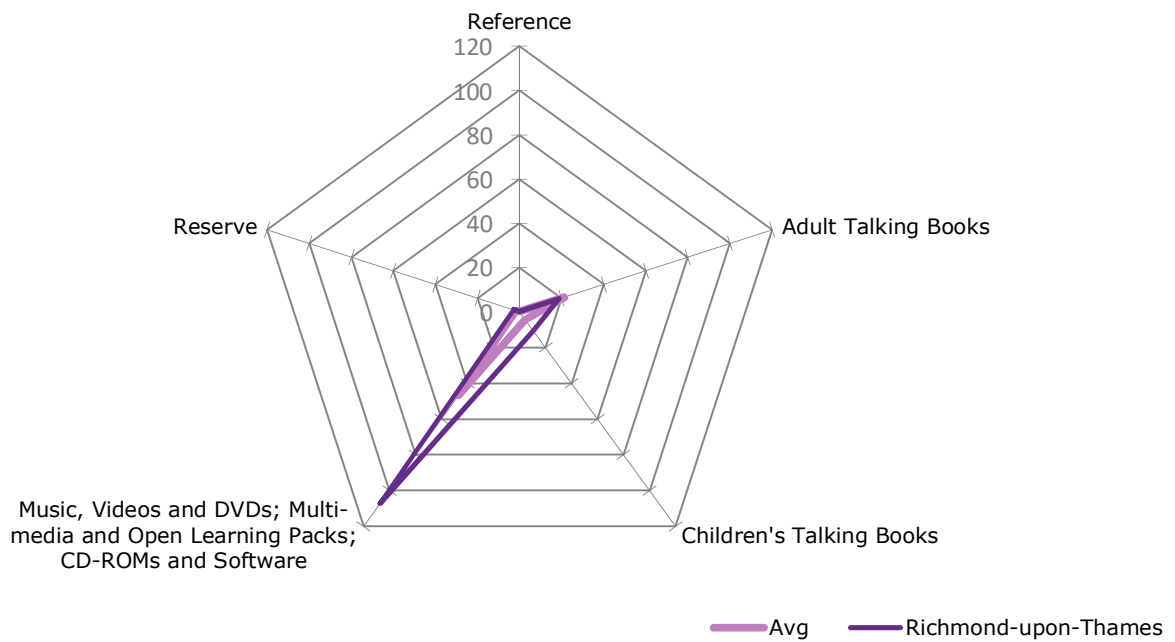 Reference
120
100
80
60
40
20
0
Reserve
Adult Talking Books
Music, Videos and DVDs; Multi-
media and Open Learning Packs;
CD-ROMs and Software
Children's Talking Books
Avg
Richmond-upon-Thames